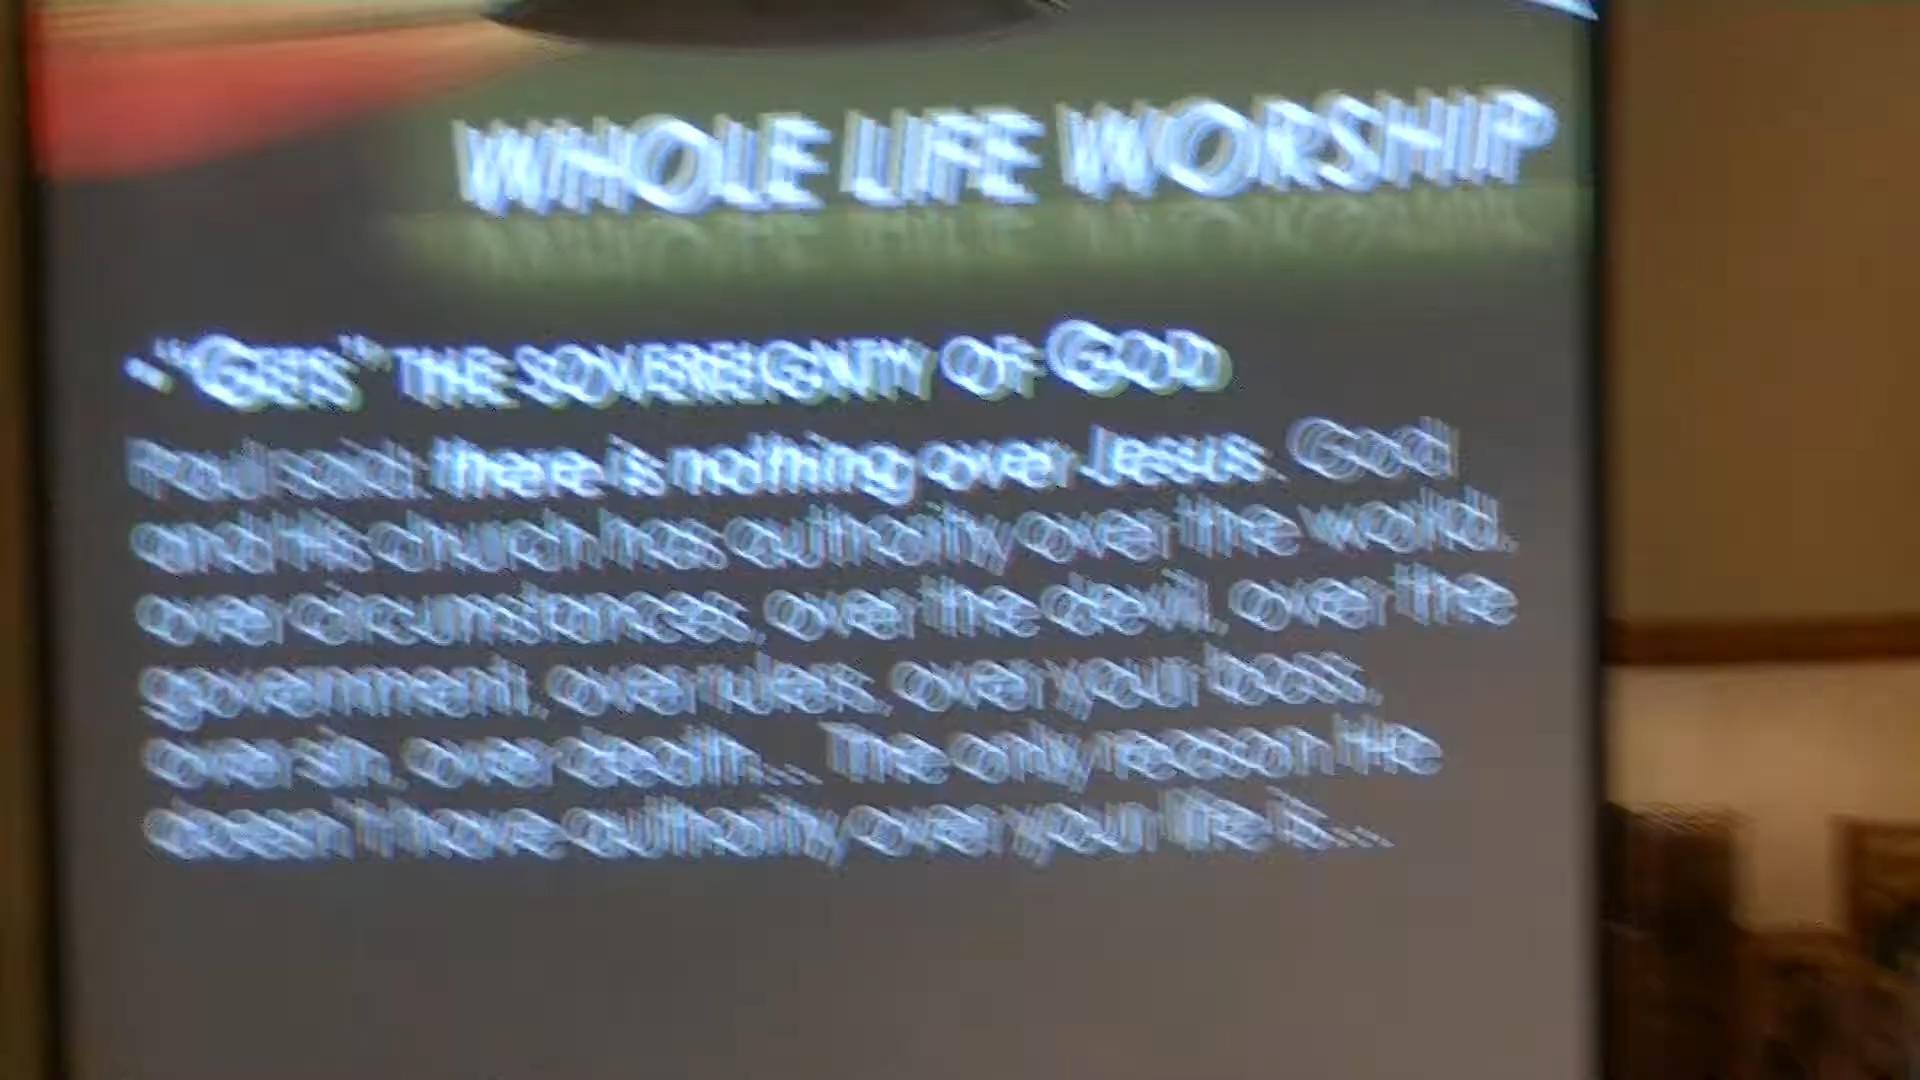 WHOLE LIFE WORSHIP
• "GETS" THE SOVEREIGNTY OF GOD
Paul said: there is nothing over Jesus. God
and His church has authority over the world,
over circumstances, over the devil, over the
government, over rules, over your boss,
over sin, over death... The only reason He
doesn't have authority over your life is...